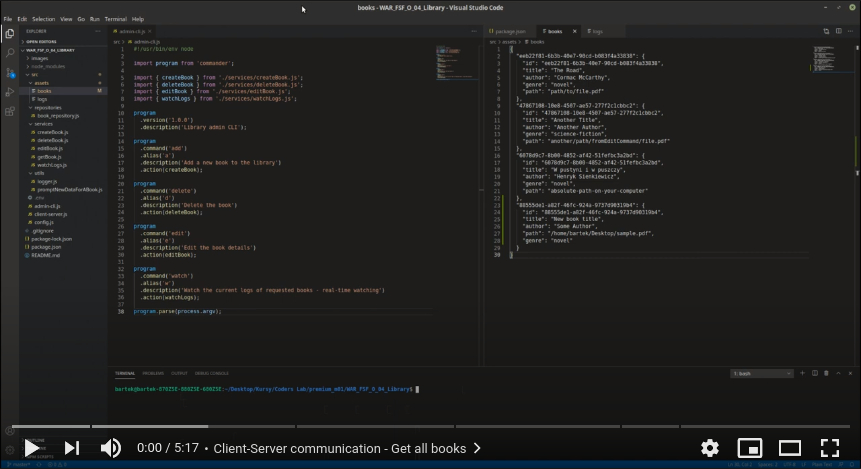 books - WAR_FSF_O_04_Library - Visual Studio Code
File Edit Selection View Go Run Terminal Help
EXPLORER
OPEN EDITORS
WAR_FSF_O_04_LIBRARY
images
node_modules
src
assets
books M
logs
repositories
book_repository.js
services
createBook.js
deleteBook.js
editBook.js
getBook.js
watchLogs.js
utils
logger.js
promptNewDataForABook.js
.env
admin-cli.js
client-server.js
config.js
.gitignore
package-lock.json
package.json
README.md
admin-cli.js
src > admin-cli.js
1 #!/usr/bin/env node
2
3 import program from 'commander';
4
5 import { createBook } from './services/createBook.js';
6 import { deleteBook } from './services/deleteBook.js';
7 import { editBook } from './services/editBook.js';
8 import { watchLogs } from './services/watchLogs.js';
9
10 program
11 .version('1.0.0')
12 .description('Library admin CLI');
13
14 program
15 .command('add')
16 .alias('a')
17 .description('Add a new book to the library')
18 .action(createBook);
19
20 program
21 .command('delete')
22 .alias('d')
23 .description('Delete the book')
24 .action(deleteBook);
25
26 program
27 .command('edit')
28 .alias('e')
29 .description('Edit the book details')
30 .action(editBook);
31
32 program
33 .command('watch')
34 .alias('w')
35 .description('Watch the current logs of requested books - real-time watching')
36 .action(watchLogs);
37
38 program.parse(process.argv);
package.json books logs
src > assets > books
1 {
2 "eeb22f81-6b3b-40e7-90cd-b083f4a33838": {
3 "id": "eeb22f81-6b3b-40e7-90cd-b083f4a33838",
4 "title": "The Road",
5 "author": "Cormac McCarthy",
6 "genre": "novel",
7 "path": "path/to/file.pdf"
8 },
9 "47867108-10e8-4507-ae57-277f2c1cbbc2": {
10 "id": "47867108-10e8-4507-ae57-277f2c1cbbc2",
11 "title": "Another Title",
12 "author": "Another Author",
13 "genre": "science-fiction",
14 "path": "another/path/fromEditCommand/file.pdf"
15 },
16 "6078d9c7-8b00-4852-af42-51fefbc3a2bd": {
17 "id": "6078d9c7-8b00-4852-af42-51fefbc3a2bd",
18 "title": "W pustyni i w puszczy",
19 "author": "Henryk Sienkiewicz",
20 "genre": "novel",
21 "path": "absolute-path-on-your-computer"
22 },
23 "88555de1-a82f-46fc-924a-9737d90319b4": {
24 "id": "88555de1-a82f-46fc-924a-9737d90319b4",
25 "title": "New book title",
26 "author": "Some Author",
27 "path": "/home/bartek/Desktop/sample.pdf",
28 "genre": "novel"
29 }
30 }
TERMINAL PROBLEMS OUTPUT DEBUG CONSOLE
1: bash
0:00 / 5:17 • Client-Server communication - Get all books